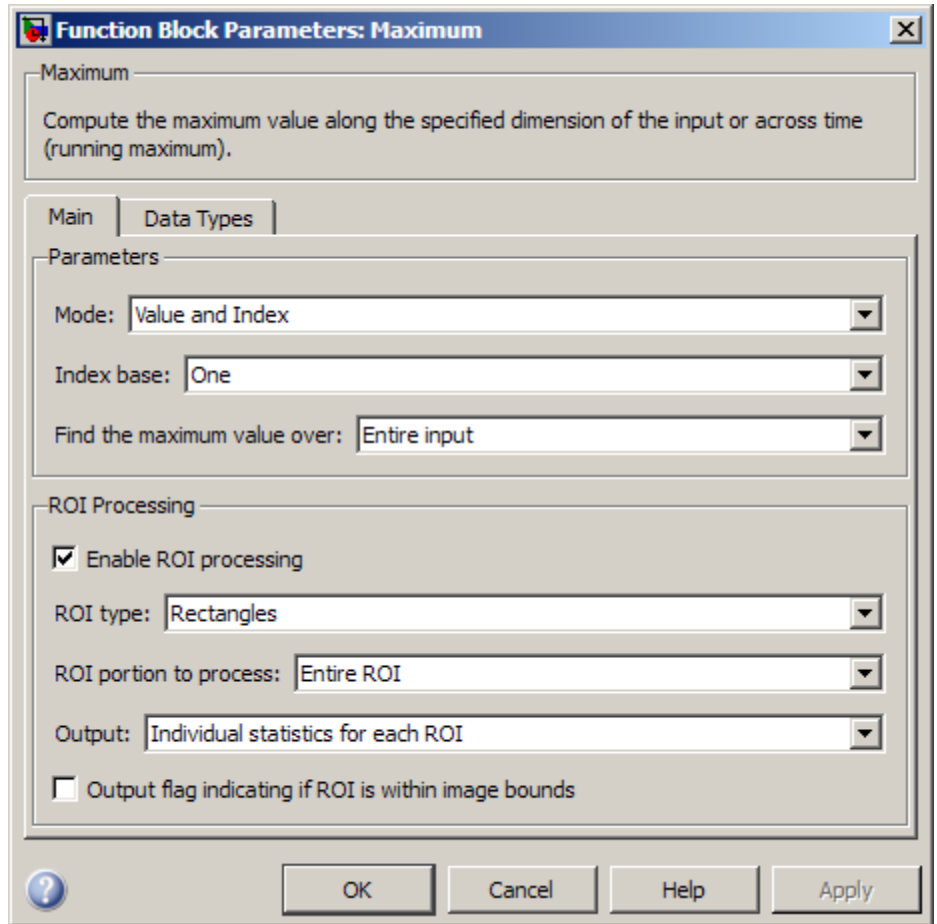 Function Block Parameters: Maximum
Maximum
Compute the maximum value along the specified dimension of the input or across time
(running maximum).
Main
Data Types
Parameters
Mode: Value and Index
Index base: One
Find the maximum value over: Entire input
ROI Processing
Enable ROI processing
ROI type: Rectangles
ROI portion to process: Entire ROI
Output: Individual statistics for each ROI
Output flag indicating if ROI is within image bounds
?
OK
Cancel
Help
Apply